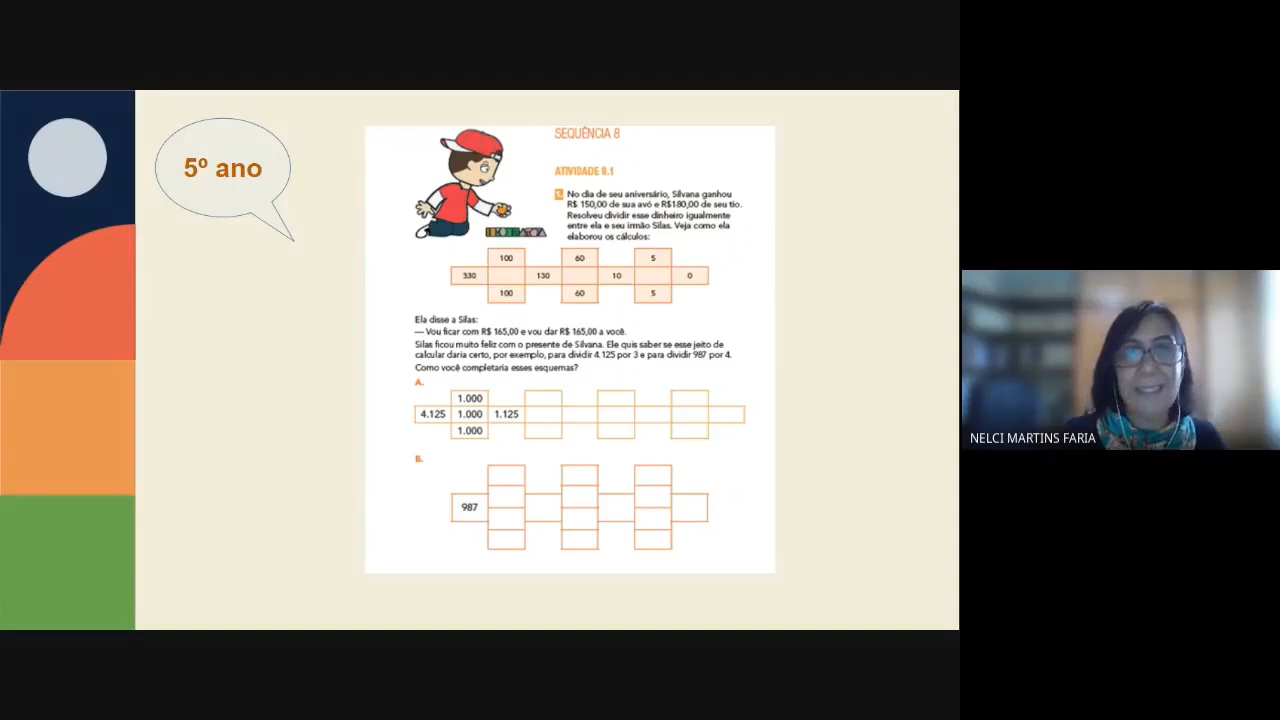 5º ano
SEQUÊNCIA 8
ATIVIDADE 8.1
1. No dia de seu aniversário, Silvana ganhou
R$ 150,00 de sua avó e R$180,00 de seu tio.
Resolveu dividir esse dinheiro igualmente
entre ela e seu irmão Silas. Veja como ela
elaborou os cálculos:
100 60 5
330 130 10 0
100 60 5
Ela disse a Silas:
— Vou ficar com R$ 165,00 e vou dar R$ 165,00 a você.
Silas ficou muito feliz com o presente de Silvana. Ele quis saber se esse jeito de
calcular daria certo, por exemplo, para dividir 4.125 por 3 e para dividir 987 por 4.
Como você completaria esses esquemas?
A.
1.000
4.125 1.000 1.125
1.000
B.
987
NELCI MARTINS FARIA